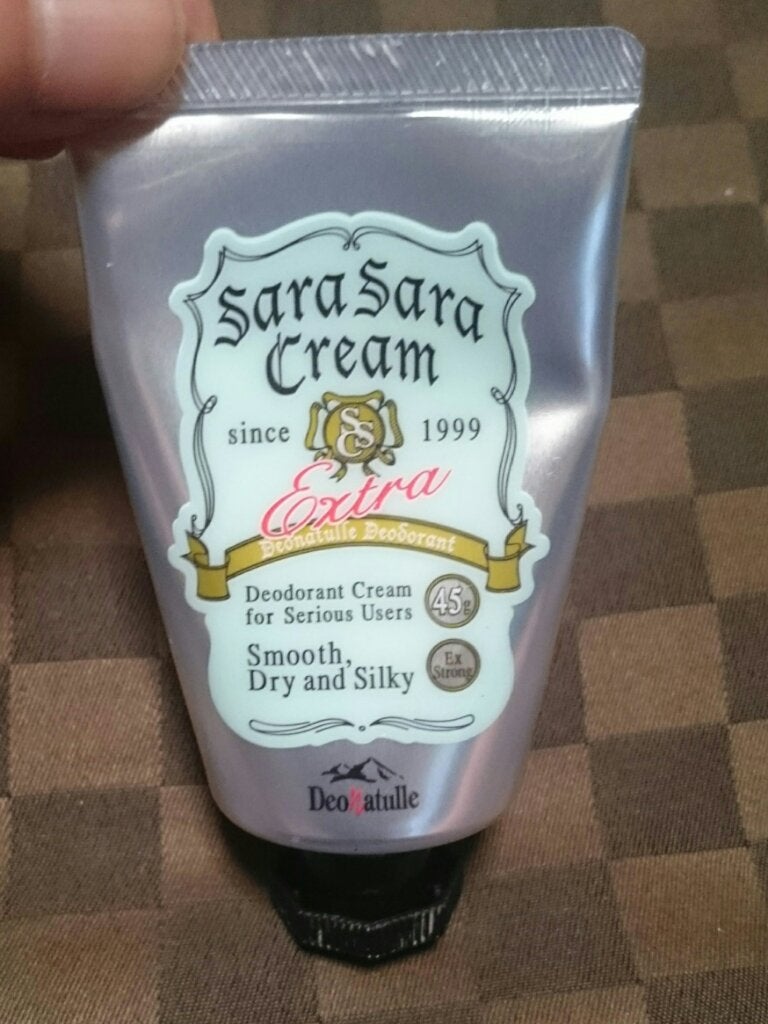 Sara Sara
Cream
since SSC 1999
Extra
Deonatulle Deodorant
Deodorant Cream
for Serious Users
45g
Smooth,
Dry and Silky
Ex
Strong
DeoNatulle